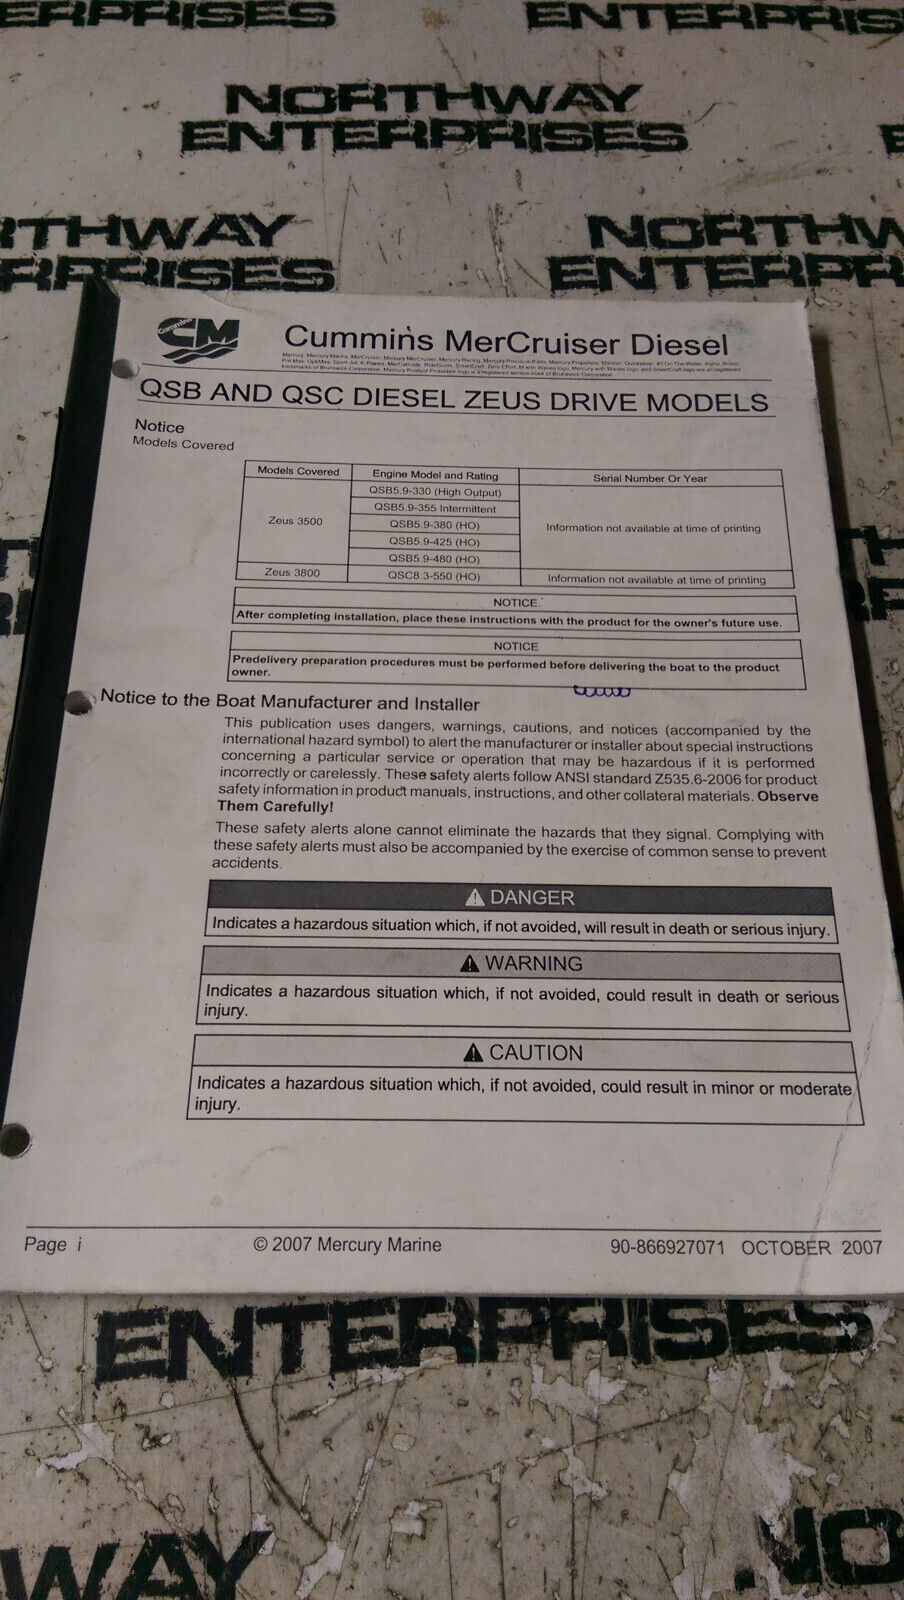 ERPRISES ENTERPRISES
NORTHWAY
ENTERPRISES
RTHWAY NORTHW
ERPRISES ENTERPR
CM
Cummins MerCruiser Diesel
QSB AND QSC DIESEL ZEUS DRIVE MODELS
Notice
Models Covered
Models Covered Engine Model and Rating Serial Number Or Year
Zeus 3500
QSB5.9-330 (High Output)
QSB5.9-355 Intermittent
QSB5.9-380 (HO)
QSB5.9-425 (HO)
QSB5.9-480 (HO)
Information not available at time of printing
Zeus 3800 QSC8.3-550 (HO) Information not available at time of printing
NOTICE
After completing installation, place these instructions with the product for the owner's future use.
NOTICE
Predelivery preparation procedures must be performed before delivering the boat to the product
owner.
Notice to the Boat Manufacturer and Installer
This publication uses dangers, warnings, cautions, and notices (accompanied by the
international hazard symbol) to alert the manufacturer or installer about special instructions
concerning a particular service or operation that may be hazardous if it is performed
incorrectly or carelessly. These safety alerts follow ANSI standard Z535.6-2006 for product
safety information in product manuals, instructions, and other collateral materials. Observe
Them Carefully!
These safety alerts alone cannot eliminate the hazards that they signal. Complying with
these safety alerts must also be accompanied by the exercise of common sense to prevent
accidents.
DANGER
Indicates a hazardous situation which, if not avoided, will result in death or serious injury.
WARNING
Indicates a hazardous situation which, if not avoided, could result in death or serious
injury.
CAUTION
Indicates a hazardous situation which, if not avoided, could result in minor or moderate
injury.
Page i © 2007 Mercury Marine 90-866927071 OCTOBER 2007
ENTERPRISES
WAY NO